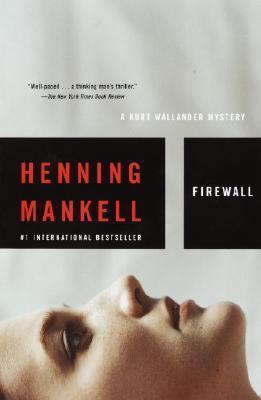 "Well-paced . . . a thinking man's thriller."
—The New York Times Book Review
A KURT WALLANDER MYSTERY
HENNING
MANKELL
FIREWALL
#1 INTERNATIONAL BESTSELLER